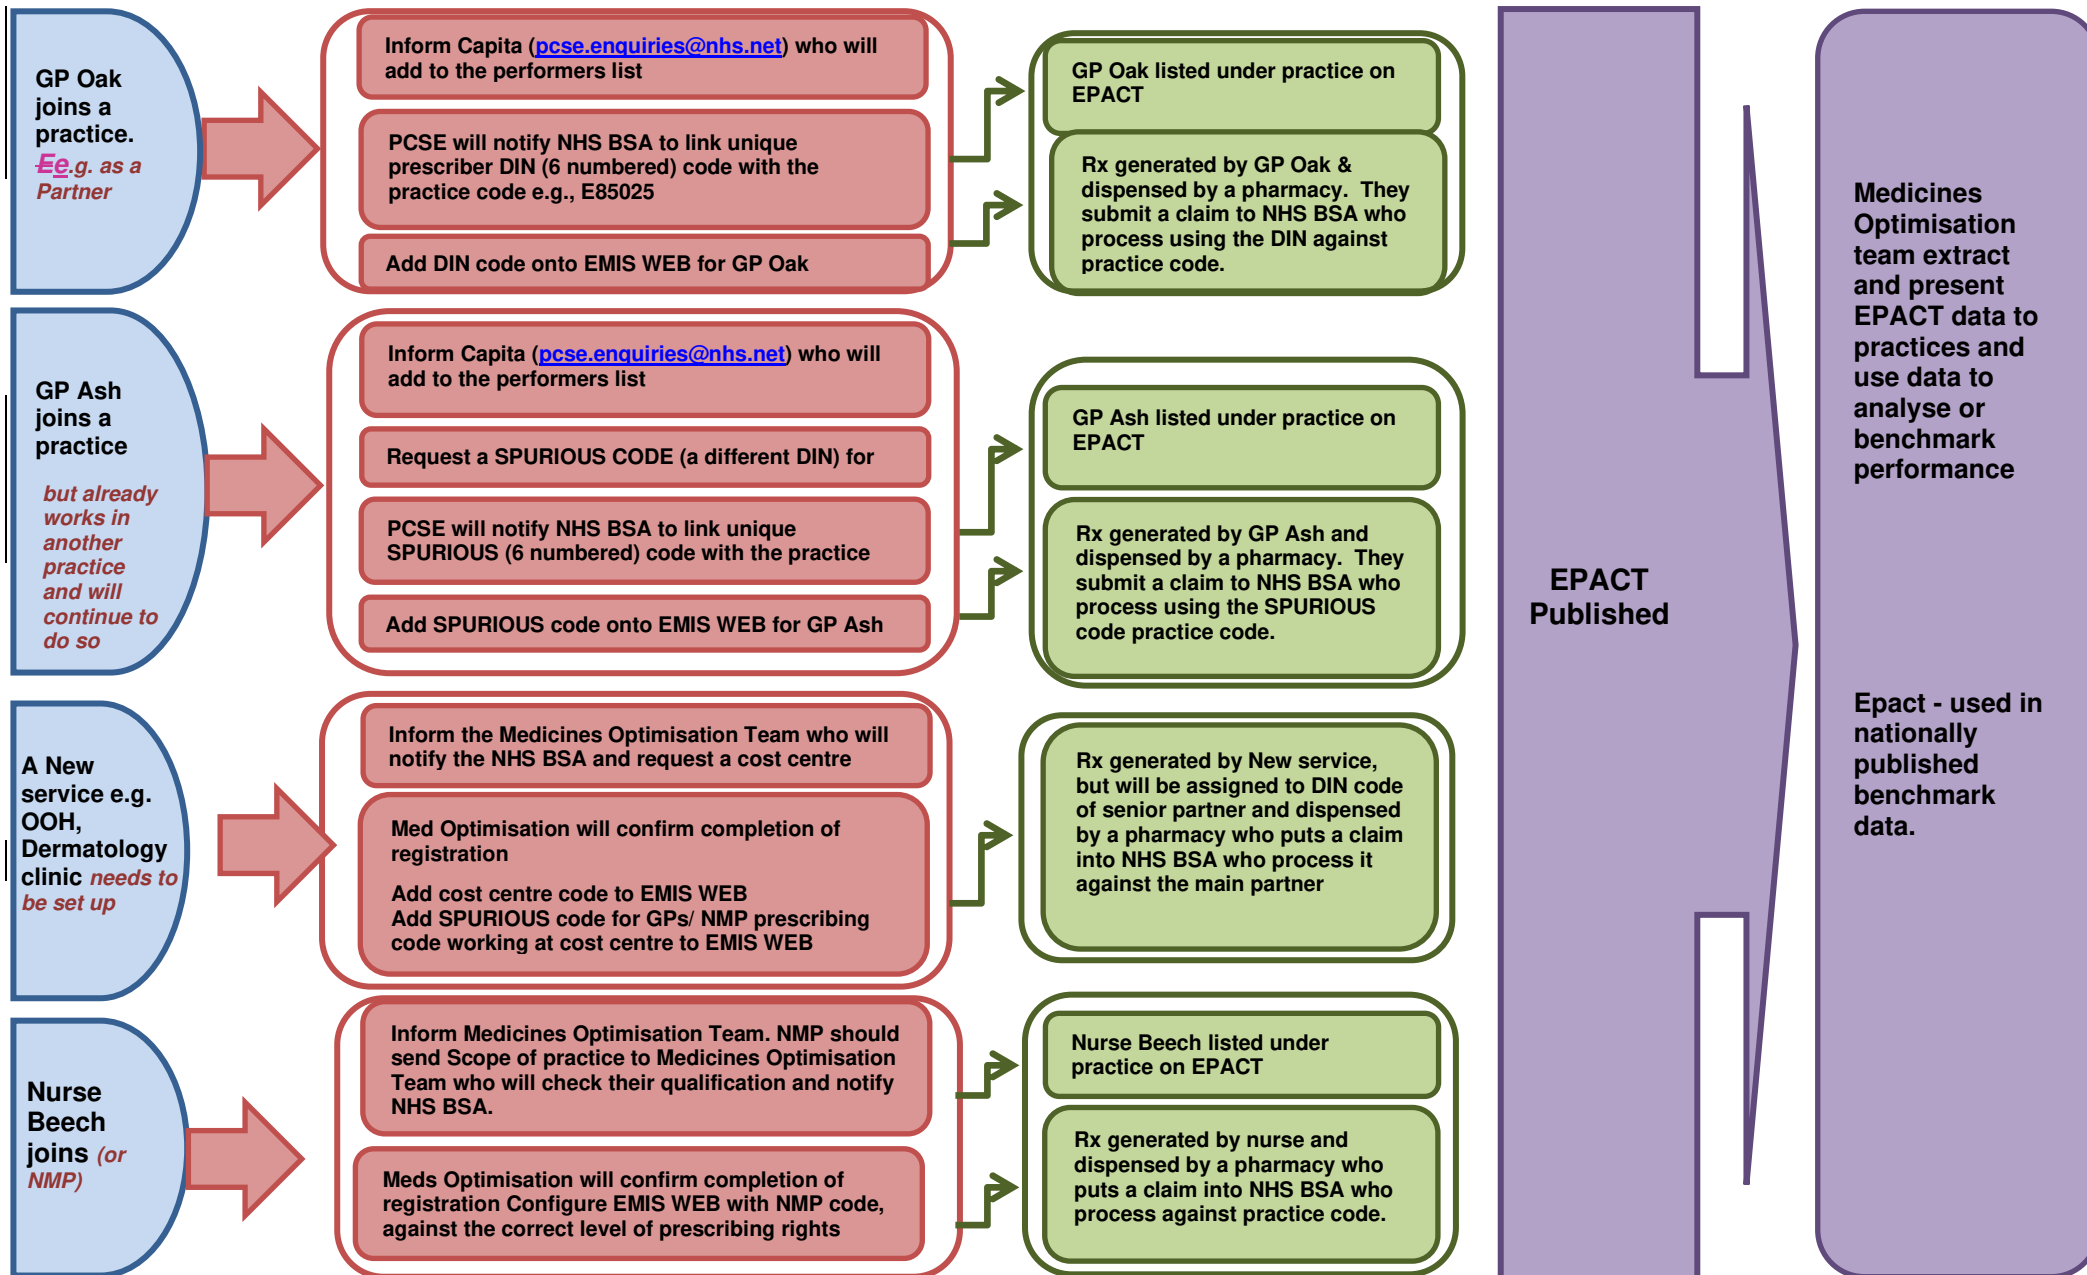 GP Oak
joins a
practice.
Ee.g. as a
Partner
Inform Capita (pcse.enquiries@nhs.net) who will
add to the performers list
PCSE will notify NHS BSA to link unique
prescriber DIN (6 numbered) code with the
practice code e.g., E85025
Add DIN code onto EMIS WEB for GP Oak
GP Oak listed under practice on
EPACT
Rx generated by GP Oak &
dispensed by a pharmacy. They
submit a claim to NHS BSA who
process using the DIN against
practice code.
GP Ash
joins a
practice
but already
works in
another
practice
and will
continue to
do so
Inform Capita (pcse.enquiries@nhs.net) who will
add to the performers list
Request a SPURIOUS CODE (a different DIN) for
PCSE will notify NHS BSA to link unique
SPURIOUS (6 numbered) code with the practice
Add SPURIOUS code onto EMIS WEB for GP Ash
GP Ash listed under practice on
EPACT
Rx generated by GP Ash and
dispensed by a pharmacy. They
submit a claim to NHS BSA who
process using the SPURIOUS
code practice code.
A New
service e.g.
OOH,
Dermatology
clinic needs to
be set up
Inform the Medicines Optimisation Team who will
notify the NHS BSA and request a cost centre
Med Optimisation will confirm completion of
registration
Add cost centre code to EMIS WEB
Add SPURIOUS code for GPs/ NMP prescribing
code working at cost centre to EMIS WEB
Rx generated by New service,
but will be assigned to DIN code
of senior partner and dispensed
by a pharmacy who puts a claim
into NHS BSA who process it
against the main partner
Nurse
Beech
joins (or
NMP)
Inform Medicines Optimisation Team. NMP should
send Scope of practice to Medicines Optimisation
Team who will check their qualification and notify
NHS BSA.
Meds Optimisation will confirm completion of
registration Configure EMIS WEB with NMP code,
against the correct level of prescribing rights
Nurse Beech listed under
practice on EPACT
Rx generated by nurse and
dispensed by a pharmacy who
puts a claim into NHS BSA who
process against practice code.
EPACT
Published
Medicines
Optimisation
team extract
and present
EPACT data to
practices and
use data to
analyse or
benchmark
performance
Epact - used in
nationally
published
benchmark
data.